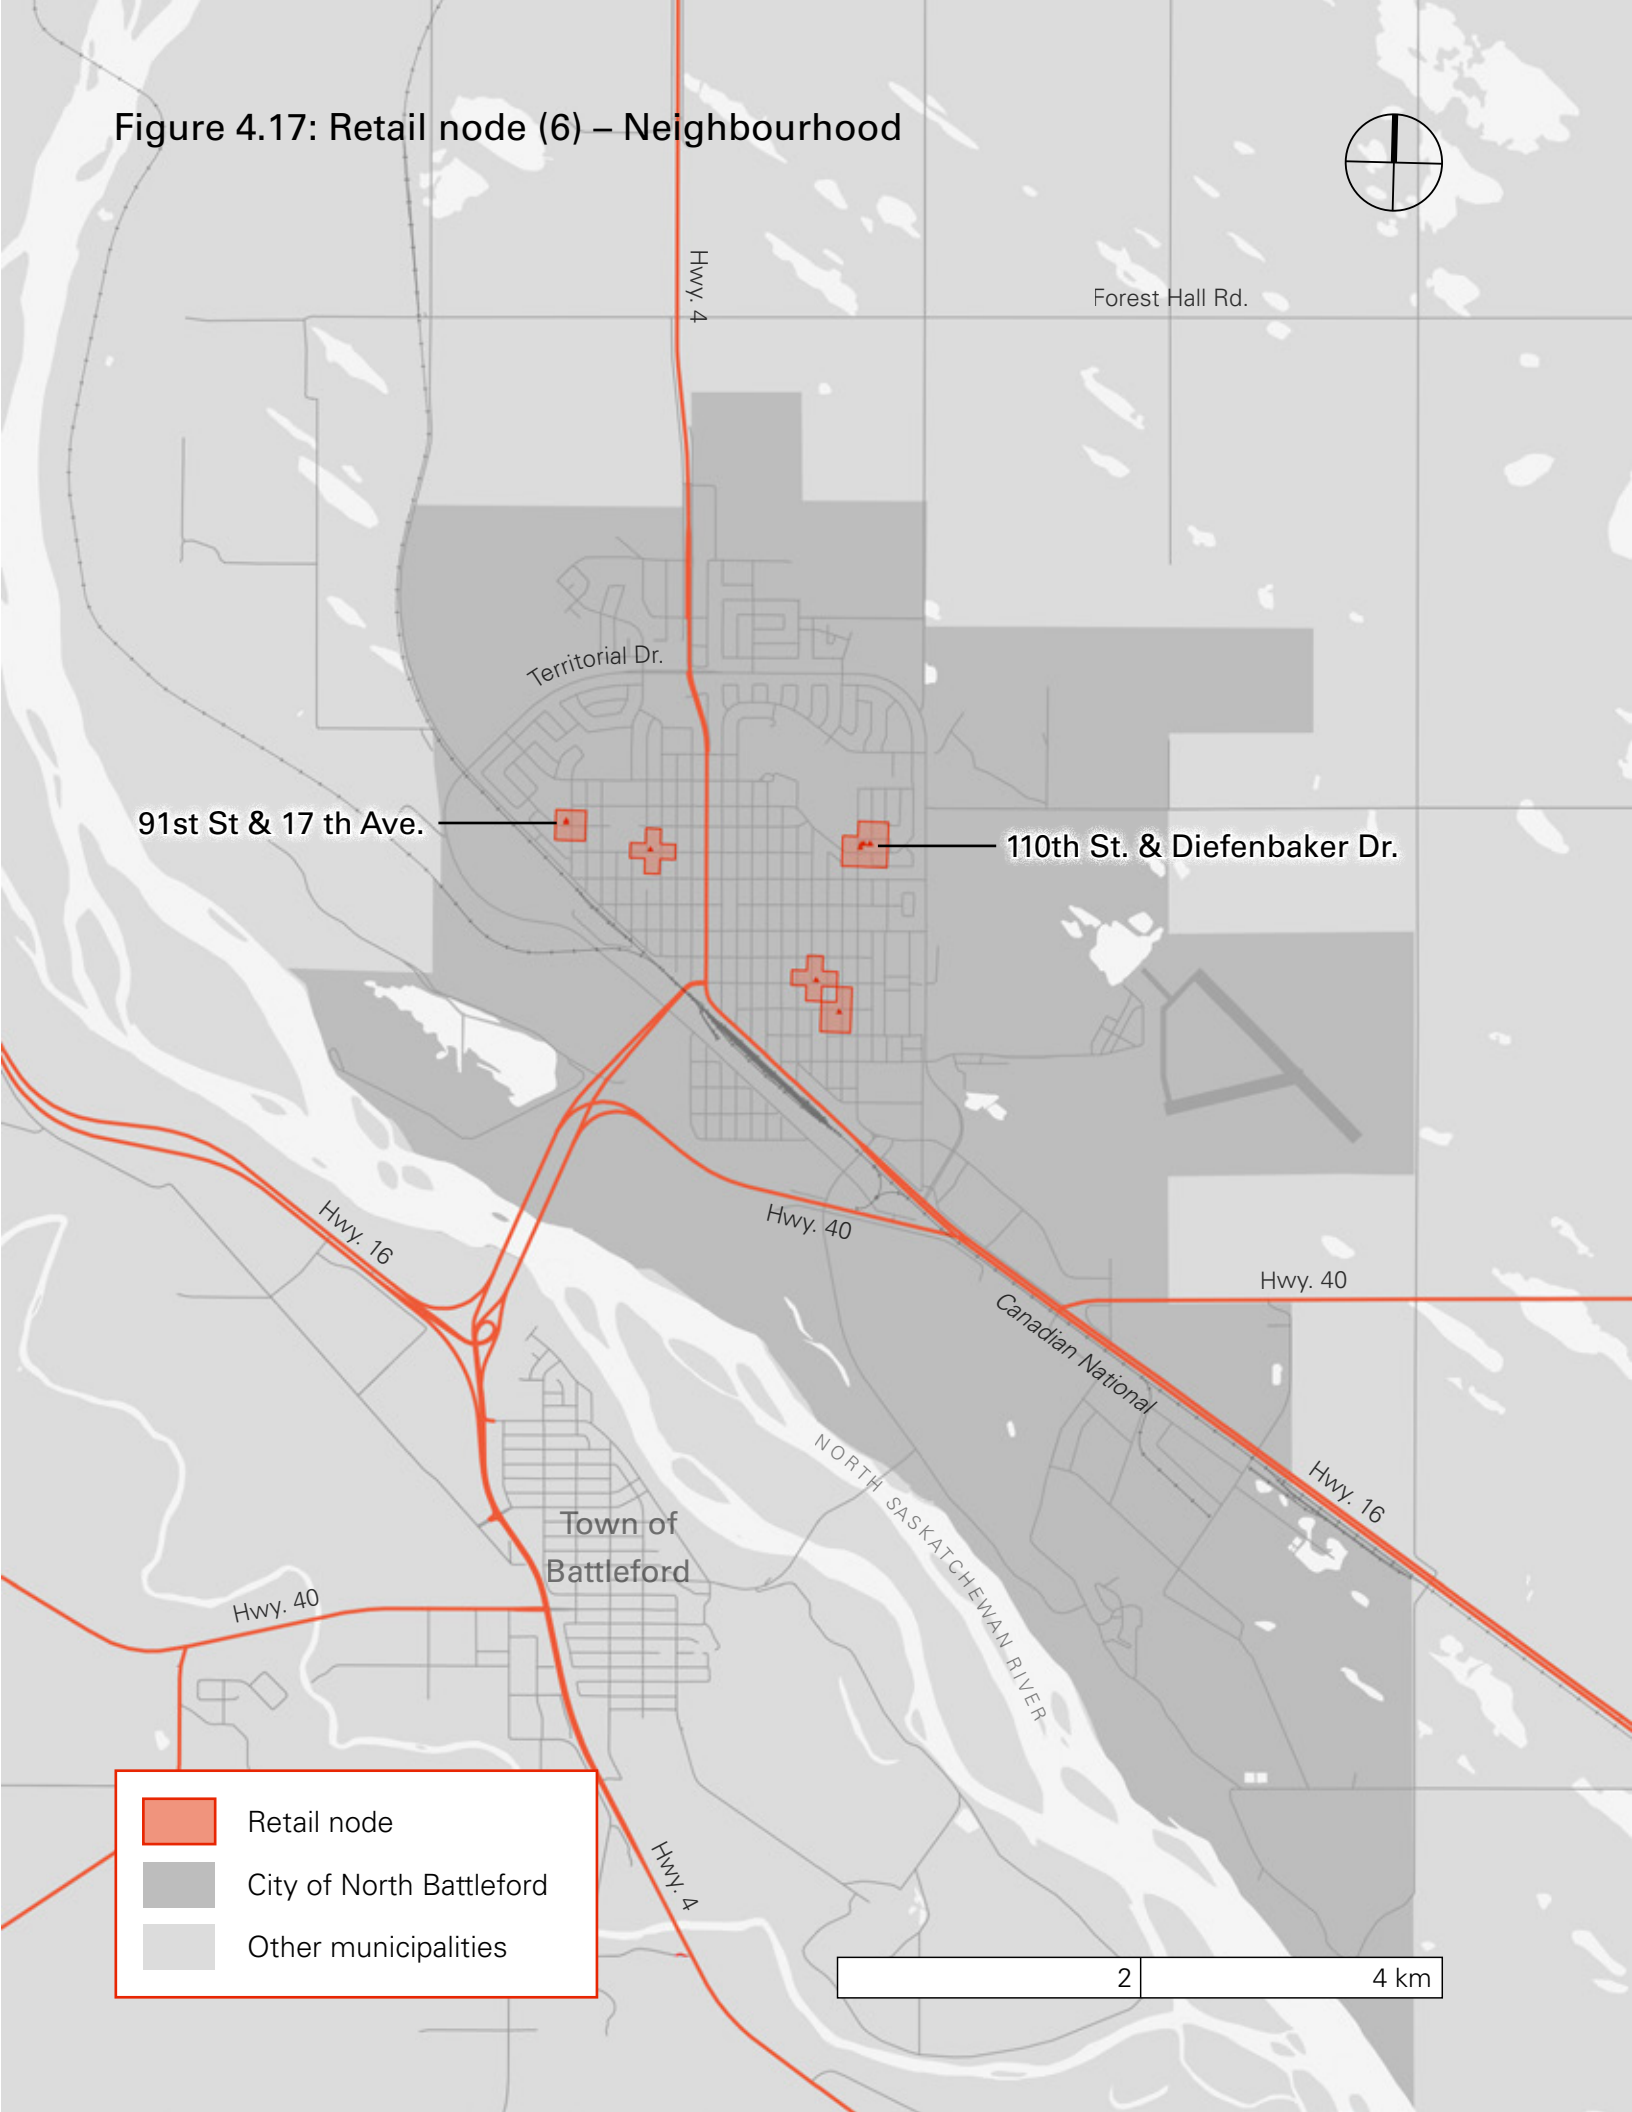 Figure 4.17: Retail node (6) – Neighbourhood
Hwy. 4
Forest Hall Rd.
Territorial Dr.
91st St & 17 th Ave.
110th St. & Diefenbaker Dr.
Hwy. 16
Hwy. 40
Hwy. 40
Canadian National
NORTH SASKATCHEWAN RIVER
Hwy. 16
Town of
Battleford
Hwy. 40
Retail node
City of North Battleford
Other municipalities
Hwy. 4
2
4 km